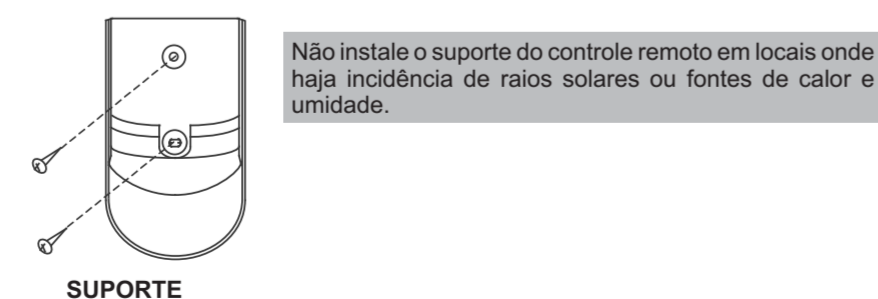 Não instale o suporte do controle remoto em locais onde
haja incidência de raios solares ou fontes de calor e
umidade.
SUPORTE